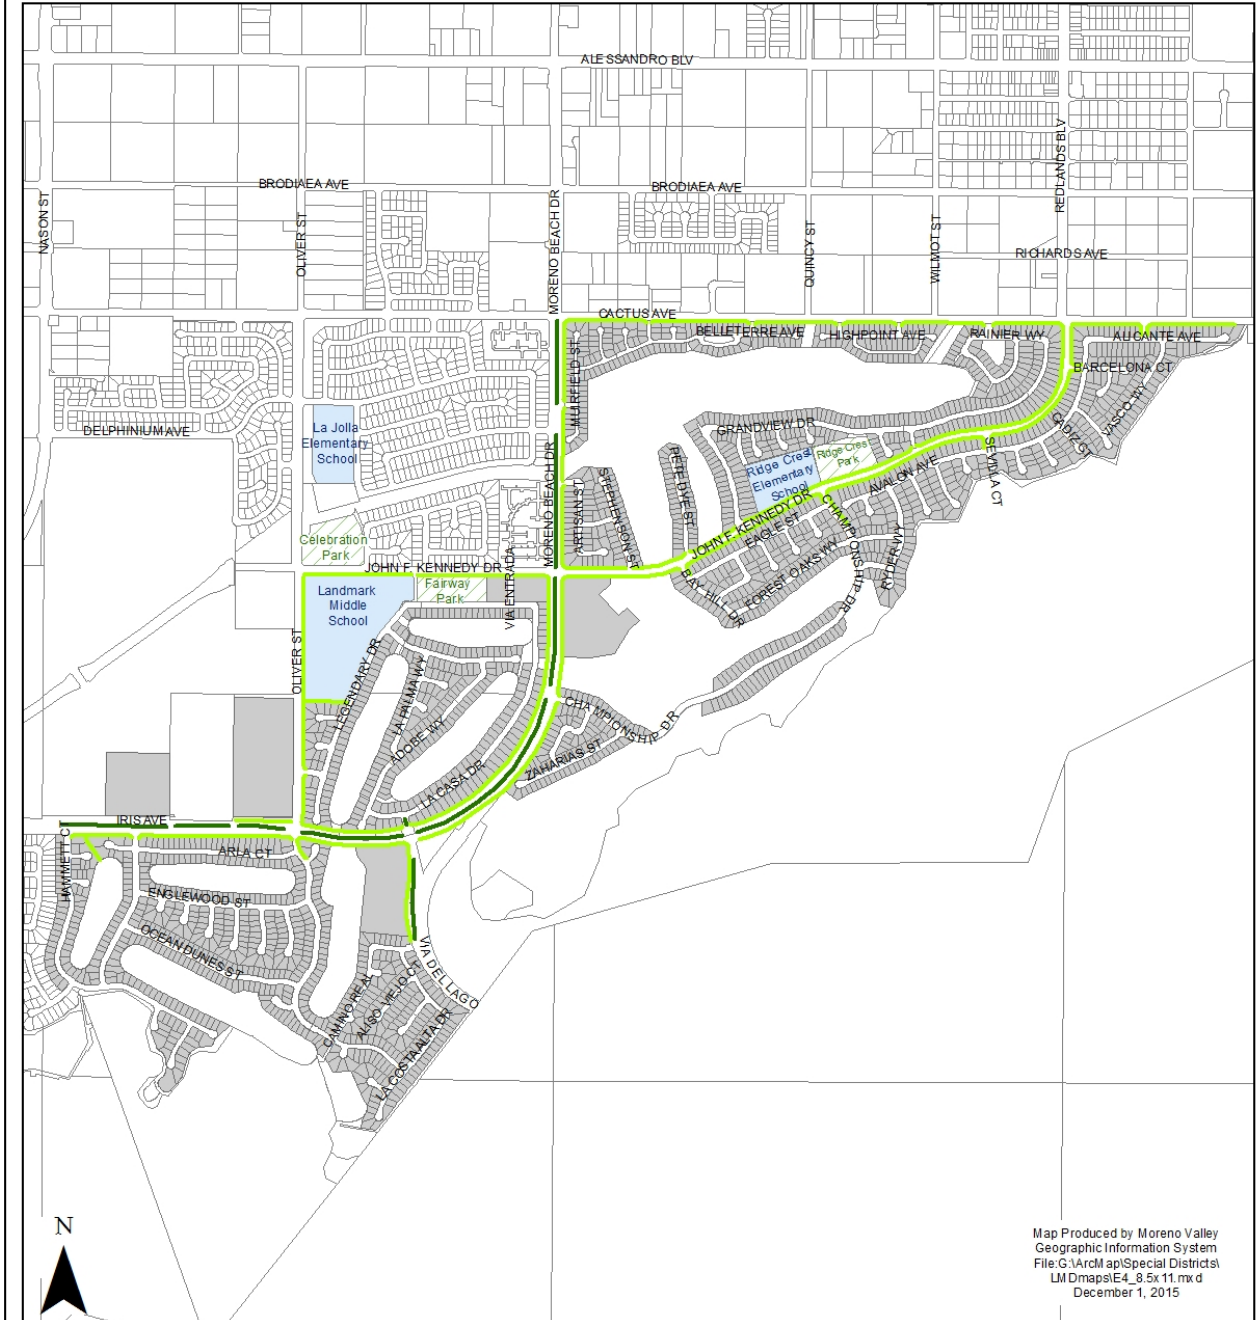 ALESSANDRO BLV
BRODIAEA AVE
BRODIAEA AVE
NASON ST
OLIVER ST
MORENO BEACH DR
QUINCY ST
WILMOT ST
REDLANDS BLV
RICHARDS AVE
CACTUS AVE
BELLETERRE AVE
HIGHPOINT AVE
RAINIER WY
ALICANTE AVE
BARCELONA CT
MUIRFIELD ST
VASCO WY
CADIZ CT
DELPHINIUM AVE
La Jolla
Elementary
School
GRANDVIEW DR
Ridge Crest
Elementary
School
Ridge Crest
Park
SEVILLA CT
AVALON AVE
PETE DYE ST
STEPHENSON ST
ARTISAN ST
MORENO BEACH DR
JOHN F KENNEDY DR
EAGLE ST
CHAMPIONSHIP DR
RYDER WY
FOREST OAKS WY
BAY HILL DR
Celebration
Park
JOHN F KENNEDY DR
Fairway
Park
VIA ENTRADA
Landmark
Middle
School
OLIVER ST
LEGENDARY DR
LA PALMA WY
ADOBE WY
LA CASA DR
CHAMPIONSHIP DR
ZAHARIAS ST
IRIS AVE
HAMMETT CT
ARLA CT
ENGLEWOOD ST
OCEAN DUNES ST
CAMINO REAL
ALISO VIEJO CT
VIA DEL LAGO
LA COSTA ALTA DR
N
Map Produced by Moreno Valley
Geographic Information System
File:G:\ArcMap\Special Districts\
LMDmaps\E4_8.5x11.mxd
December 1, 2015